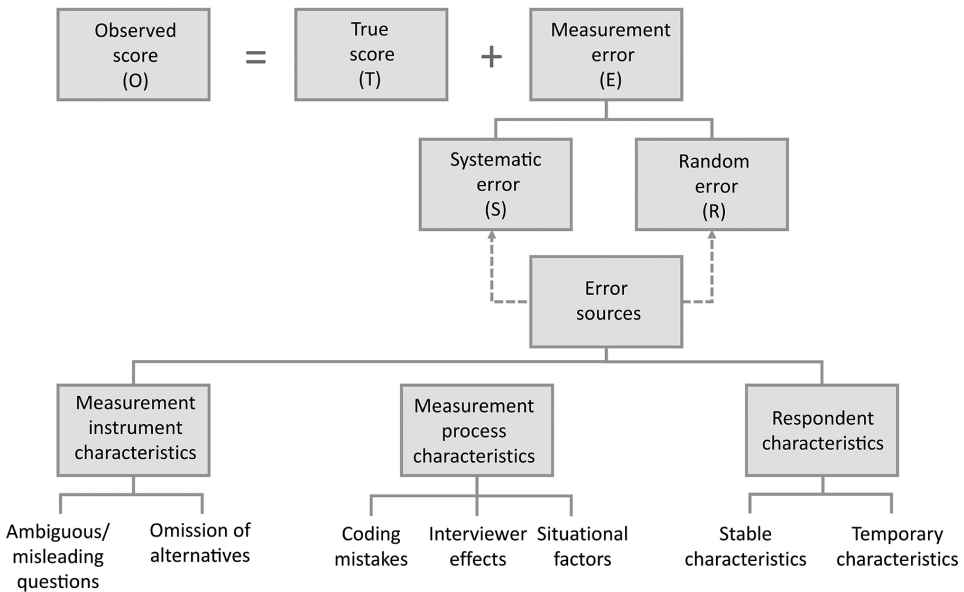 Observed
score
(O)
=
True
score
(T)
+
Measurement
error
(E)
Systematic
error
(S)
Random
error
(R)
Error
sources
Measurement
instrument
characteristics
Measurement
process
characteristics
Respondent
characteristics
Ambiguous/
misleading
questions
Omission of
alternatives
Coding
mistakes
Interviewer
effects
Situational
factors
Stable
characteristics
Temporary
characteristics